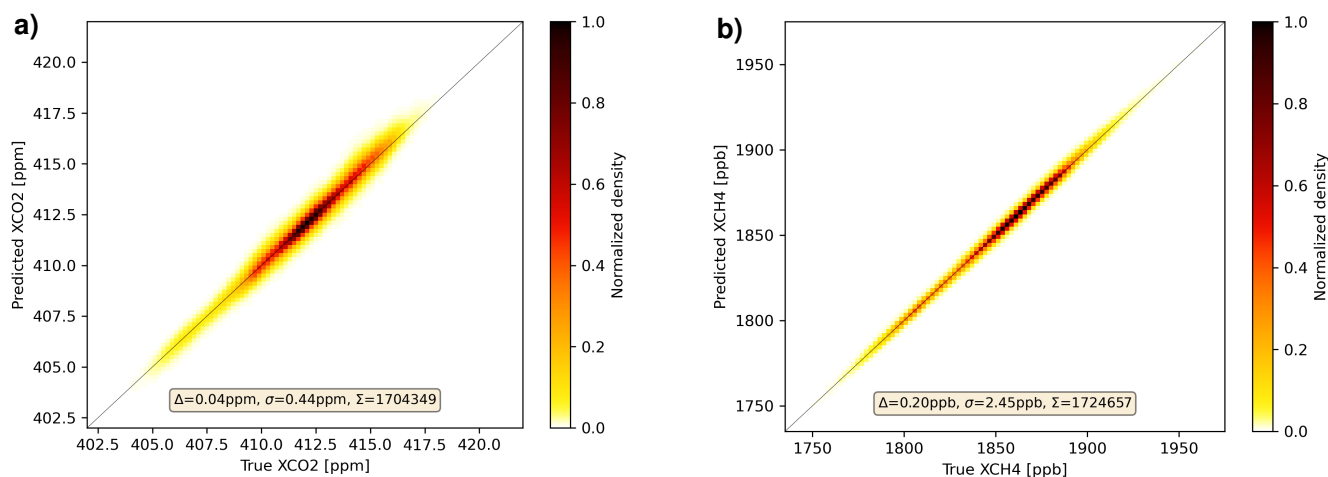 a)
420.0
417.5
415.0
412.5
410.0
407.5
405.0
402.5
Predicted XCO2 [ppm]
Δ=0.04ppm, σ=0.44ppm, Σ=1704349
402.5 405.0 407.5 410.0 412.5 415.0 417.5 420.0
True XCO2 [ppm]
1.0
0.8
0.6
0.4
0.2
0.0
Normalized density
b)
1950
1900
1850
1800
1750
Predicted XCH4 [ppb]
Δ=0.20ppb, σ=2.45ppb, Σ=1724657
1750 1800 1850 1900 1950
True XCH4 [ppb]
1.0
0.8
0.6
0.4
0.2
0.0
Normalized density